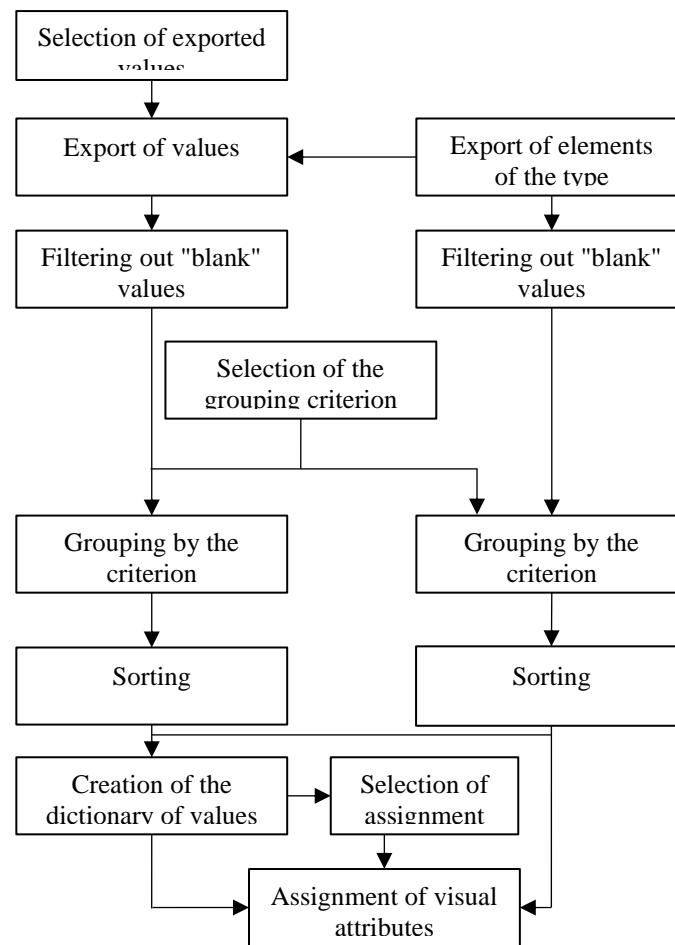 Selection of exported
values
Export of values
Export of elements
of the type
Filtering out "blank"
values
Filtering out "blank"
values
Selection of the
grouping criterion
Grouping by the
criterion
Grouping by the
criterion
Sorting
Sorting
Creation of the
dictionary of values
Selection of
assignment
Assignment of visual
attributes